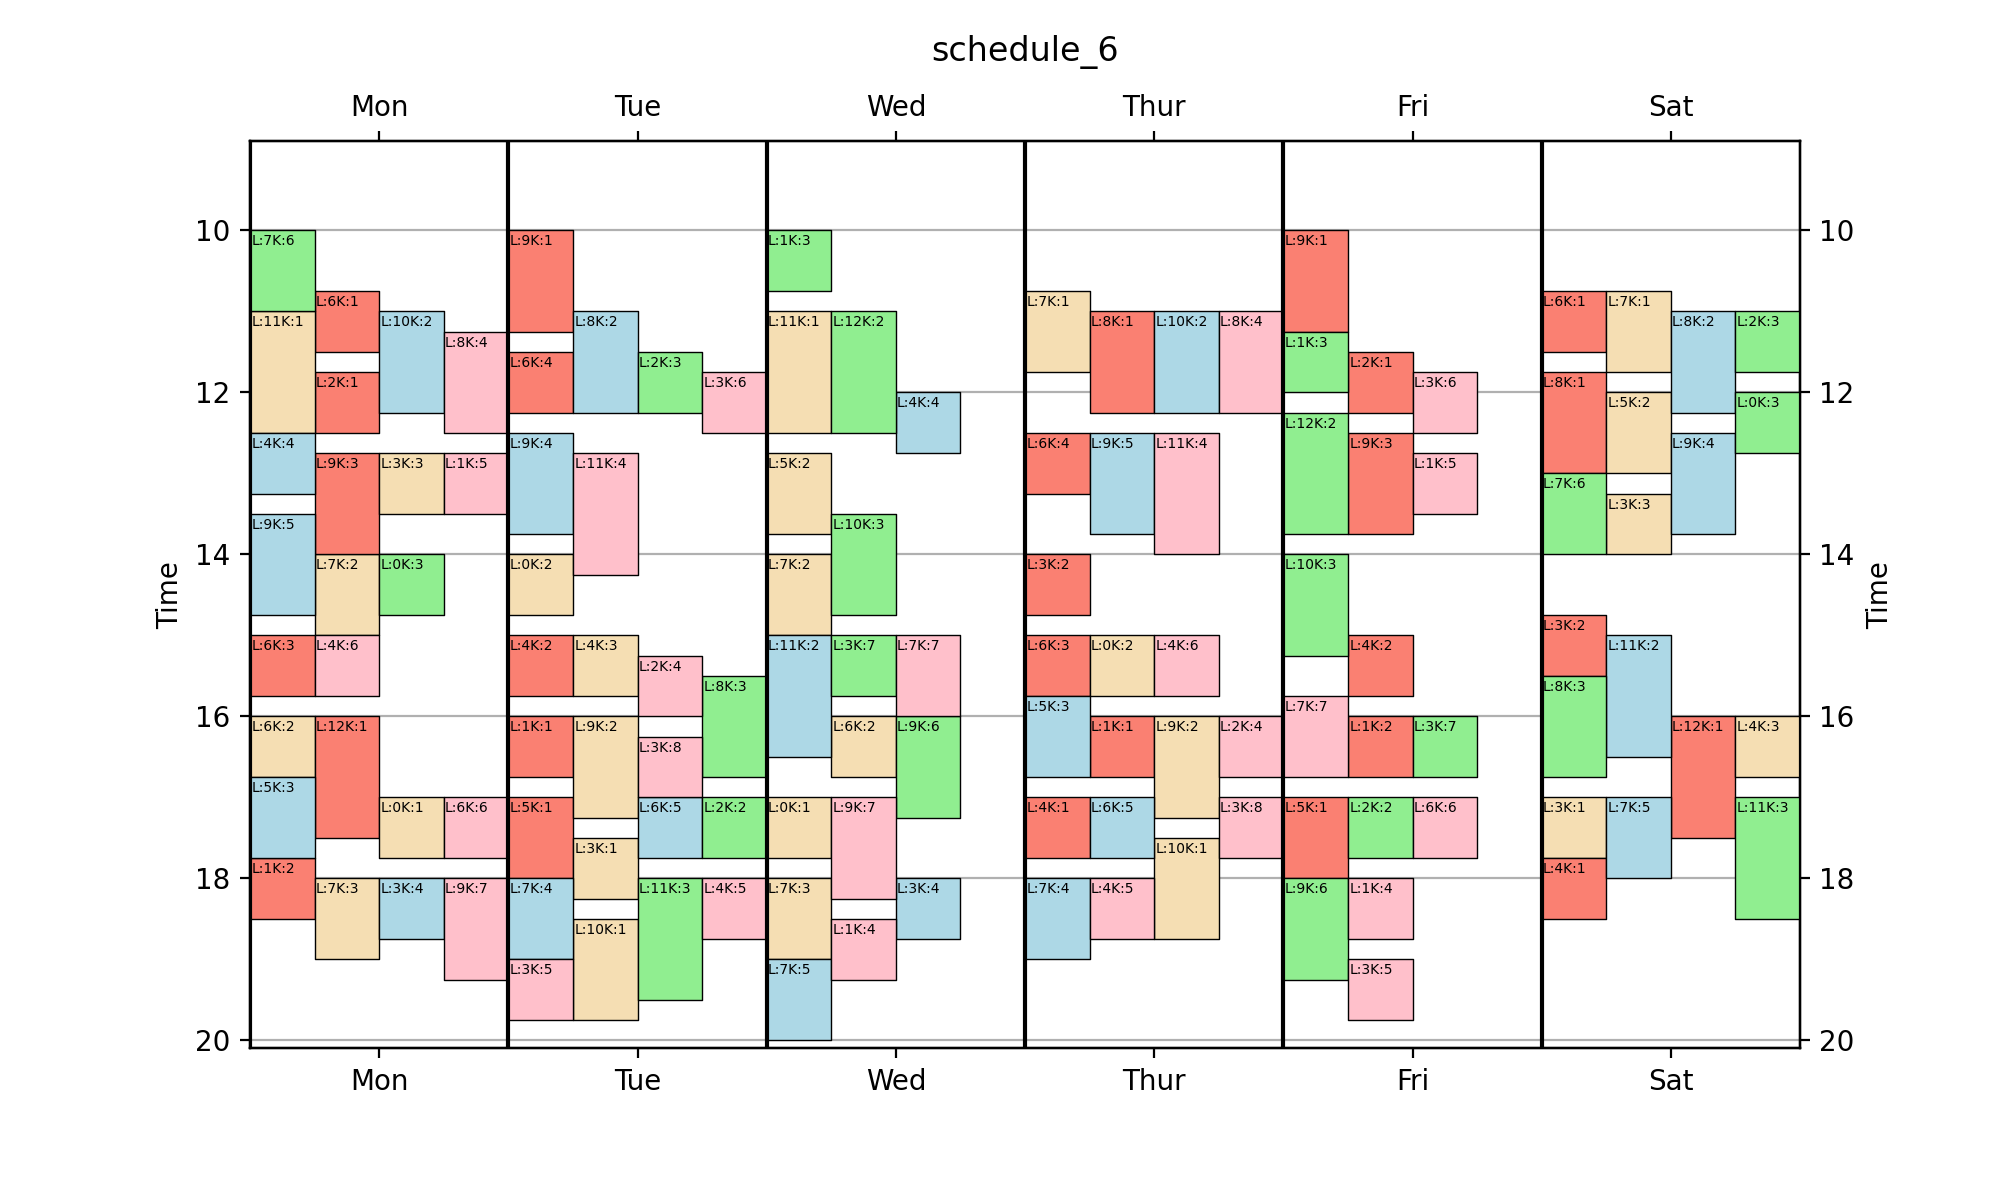 schedule_6
Mon Tue Wed Thur Fri Sat
10 10
12 12
14 14
16 16
18 18
20 20
Time
Time
L:7K:6
L:6K:1
L:11K:1
L:10K:2
L:8K:4
L:2K:1
L:4K:4
L:9K:3
L:3K:3
L:1K:5
L:9K:5
L:7K:2
L:0K:3
L:6K:3
L:4K:6
L:6K:2
L:12K:1
L:5K:3
L:0K:1
L:6K:6
L:1K:2
L:7K:3
L:3K:4
L:9K:7
L:9K:1
L:8K:2
L:6K:4
L:2K:3
L:3K:6
L:9K:4
L:11K:4
L:0K:2
L:4K:2
L:4K:3
L:2K:4
L:8K:3
L:1K:1
L:9K:2
L:3K:8
L:5K:1
L:6K:5
L:2K:2
L:3K:1
L:7K:4
L:11K:3
L:4K:5
L:10K:1
L:3K:5
L:1K:3
L:11K:1
L:12K:2
L:4K:4
L:5K:2
L:10K:3
L:7K:2
L:11K:2
L:3K:7
L:7K:7
L:6K:2
L:9K:6
L:0K:1
L:9K:7
L:7K:3
L:3K:4
L:1K:4
L:7K:5
L:7K:1
L:8K:1
L:10K:2
L:8K:4
L:6K:4
L:9K:5
L:11K:4
L:3K:2
L:6K:3
L:0K:2
L:4K:6
L:5K:3
L:1K:1
L:9K:2
L:2K:4
L:4K:1
L:6K:5
L:3K:8
L:10K:1
L:7K:4
L:4K:5
L:9K:1
L:1K:3
L:2K:1
L:3K:6
L:12K:2
L:9K:3
L:1K:5
L:10K:3
L:4K:2
L:7K:7
L:1K:2
L:3K:7
L:5K:1
L:2K:2
L:6K:6
L:9K:6
L:1K:4
L:3K:5
L:6K:1
L:7K:1
L:8K:2
L:2K:3
L:8K:1
L:5K:2
L:0K:3
L:9K:4
L:7K:6
L:3K:3
L:3K:2
L:11K:2
L:8K:3
L:12K:1
L:4K:3
L:3K:1
L:7K:5
L:11K:3
L:4K:1
Mon Tue Wed Thur Fri Sat